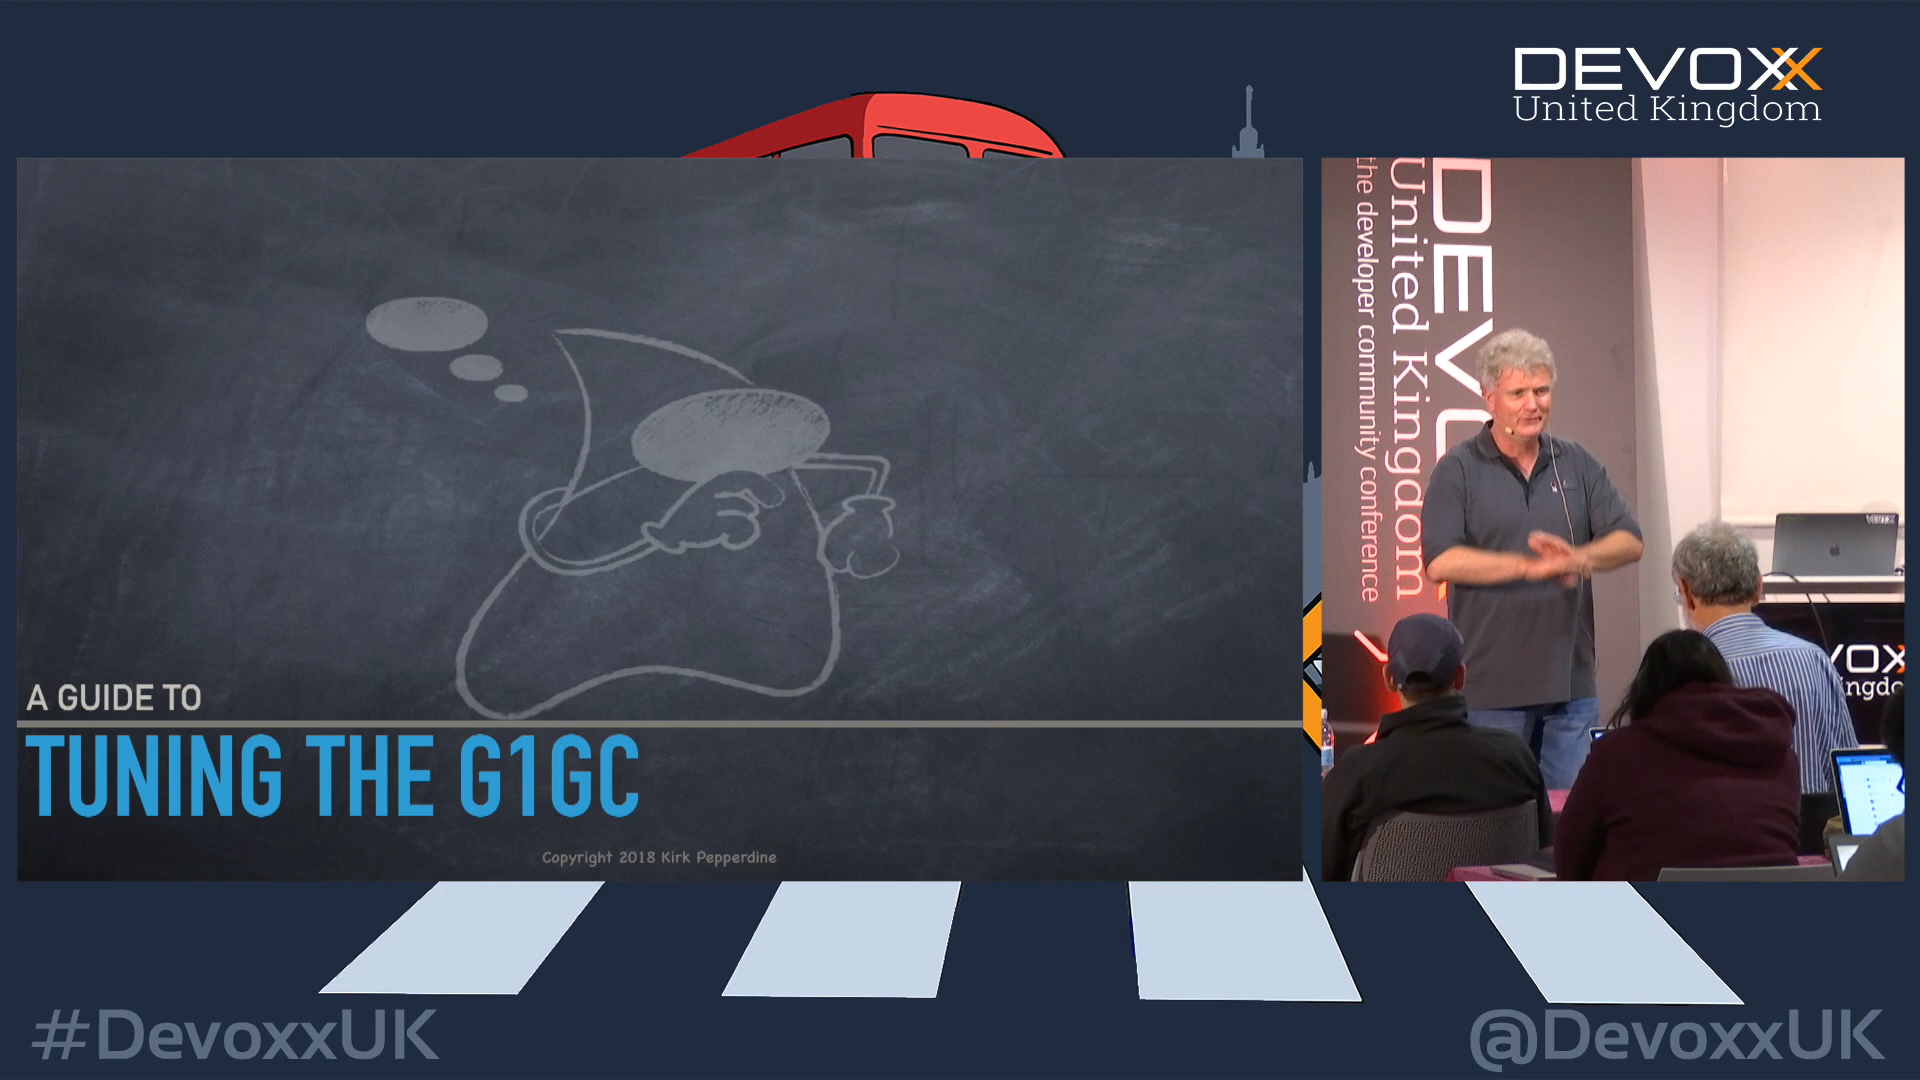 DEVOXX
United Kingdom
A GUIDE TO
TUNING THE G1GC
Copyright 2018 Kirk Pepperdine
DEVO
United Kingdom
the developer community conference
VERTX
VOX
ingdo
#DevoxxUK
@DevoxxUK